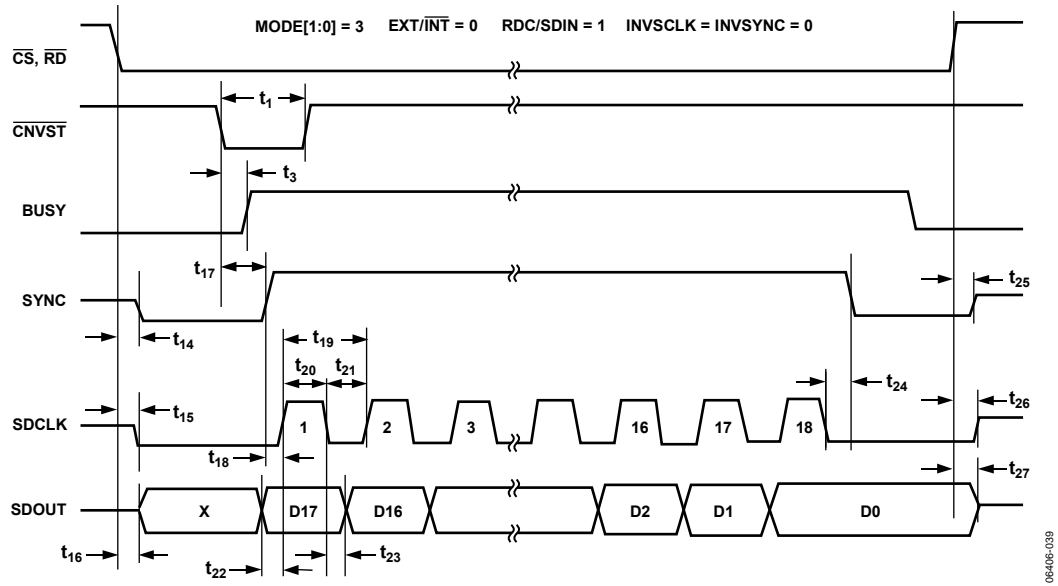 MODE[1:0] = 3 EXT/INT = 0 RDC/SDIN = 1 INVSCLK = INVSYNC = 0
CS, RD
t1
CNVST
t3
BUSY
t17
SYNC
t25
t14
t19
t20 t21
t24
t15
t26
SDCLK
1 2 3 16 17 18
t18
t27
SDOUT
X D17 D16 D2 D1 D0
t16
t22
t23
06406-039